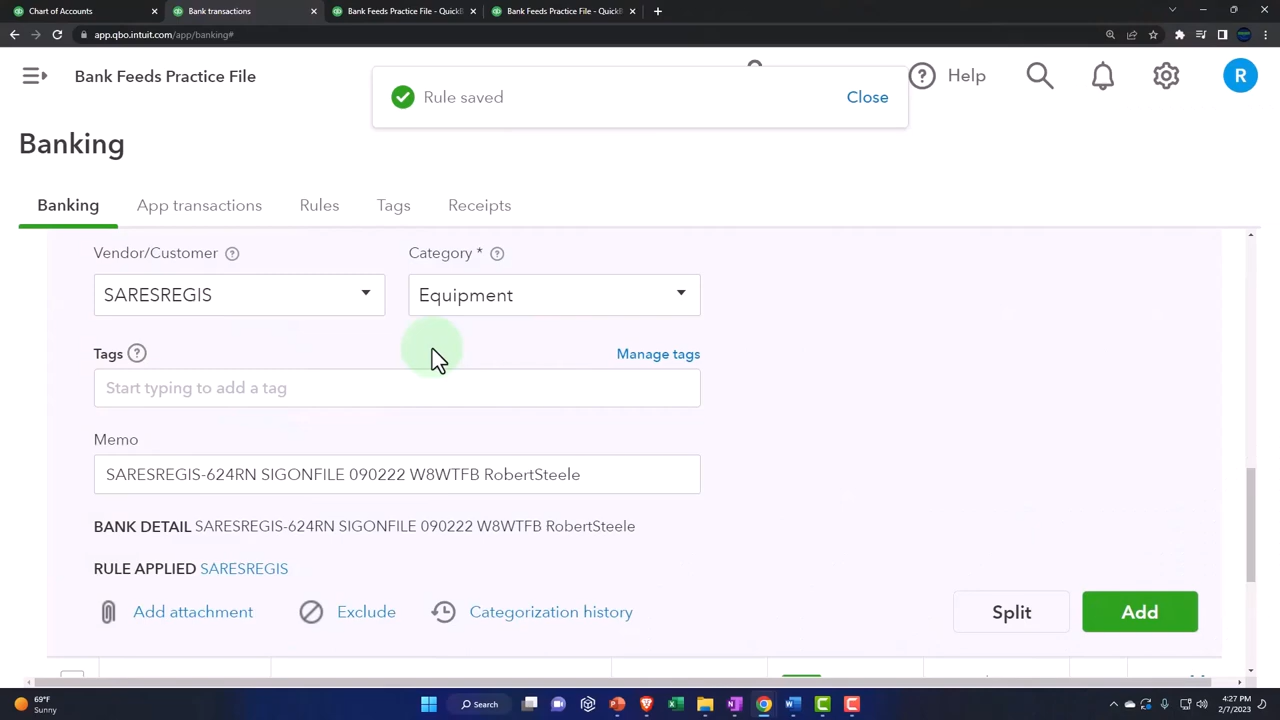 Chart of Accounts
Bank transactions
Bank Feeds Practice File - QuickB
Bank Feeds Practice File - QuickB
app.qbo.intuit.com/app/banking#
Bank Feeds Practice File
Rule saved
Close
Help
R
Banking
Banking
App transactions
Rules
Tags
Receipts
Vendor/Customer
Category *
SARESREGIS
Equipment
Tags
Manage tags
Start typing to add a tag
Memo
SARESREGIS-624RN SIGONFILE 090222 W8WTFB RobertSteele
BANK DETAIL SARESREGIS-624RN SIGONFILE 090222 W8WTFB RobertSteele
RULE APPLIED SARESREGIS
Add attachment
Exclude
Categorization history
Split
Add
69°F
Sunny
Search
4:27 PM
2/7/2023